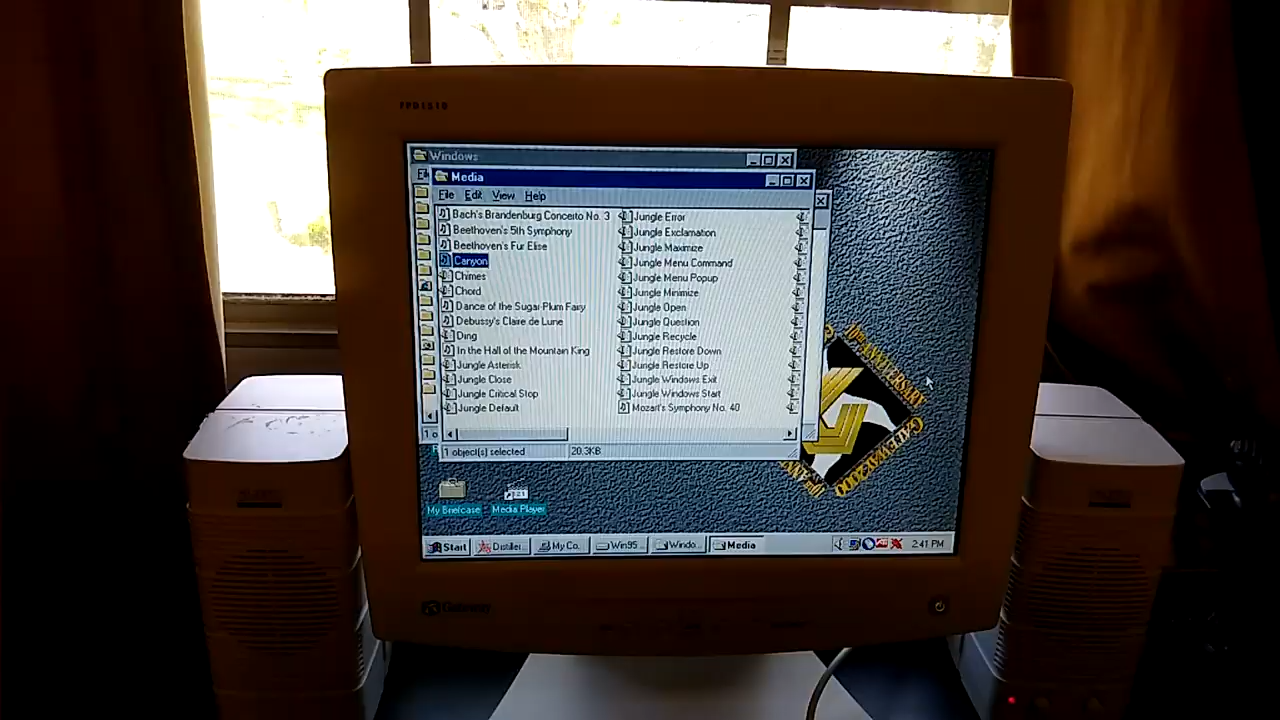 FPD1510
Windows
Media
File Edit View Help
Bach's Brandenburg Concerto No. 3
Beethoven's 5th Symphony
Beethoven's Fur Elise
Canyon
Chimes
Chord
Dance of the Sugar-Plum Fairy
Debussy's Claire de Lune
Ding
In the Hall of the Mountain King
Jungle Asterisk
Jungle Close
Jungle Critical Stop
Jungle Default
Jungle Error
Jungle Exclamation
Jungle Maximize
Jungle Menu Command
Jungle Menu Popup
Jungle Minimize
Jungle Open
Jungle Question
Jungle Recycle
Jungle Restore Down
Jungle Restore Up
Jungle Windows Exit
Jungle Windows Start
Mozart's Symphony No. 40
1 object(s) selected 20.3KB
10th ANNIVERSARY
GATEWAY2000
My Briefcase Media Player
Start Distiller... My Co... Win95... Windo... Media 2:41 PM
Gateway